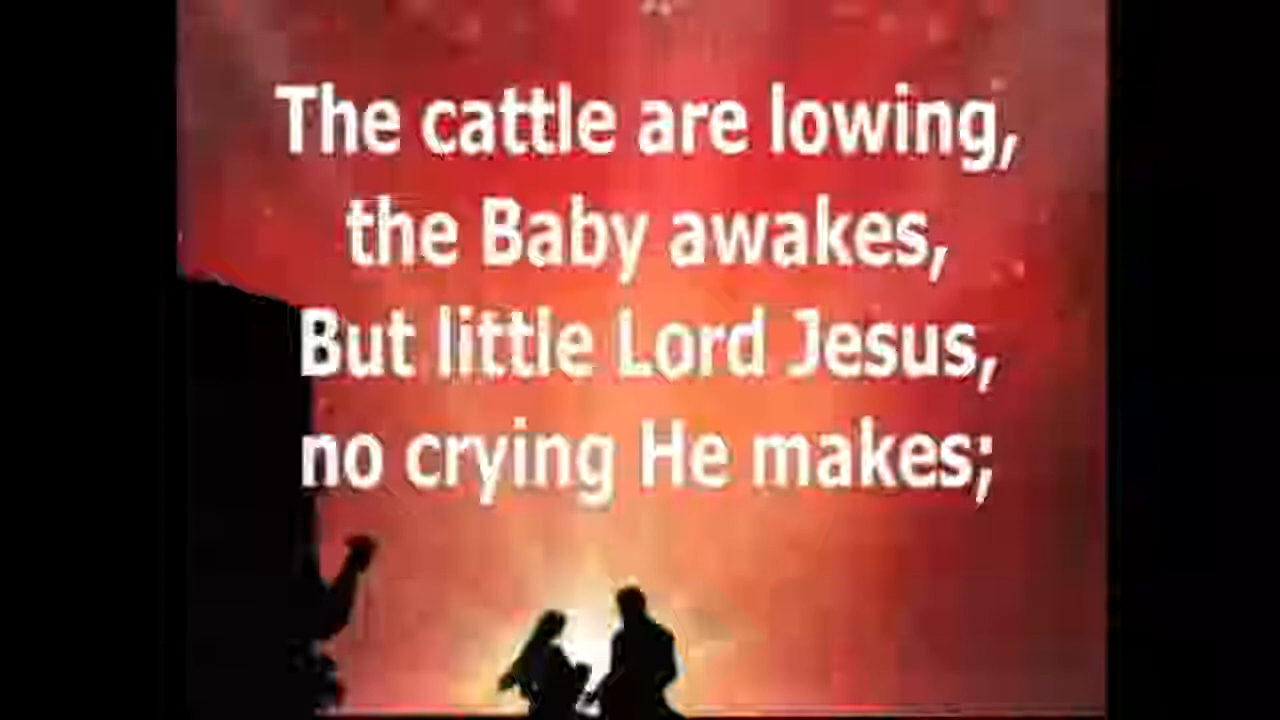 The cattle are lowing,
the Baby awakes,
But little Lord Jesus,
no crying He makes;